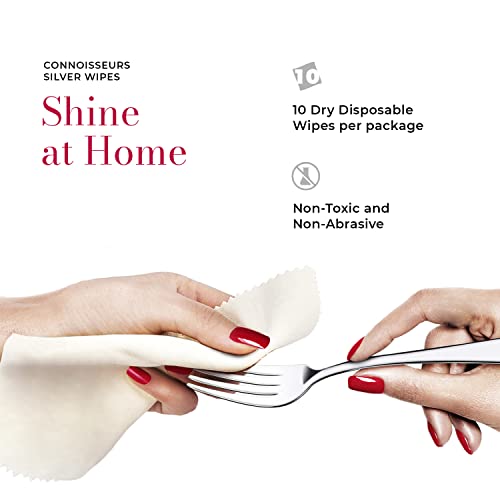 CONNOISSEURS
SILVER WIPES
Shine
at Home
10
10 Dry Disposable
Wipes per package
Non-Toxic and
Non-Abrasive